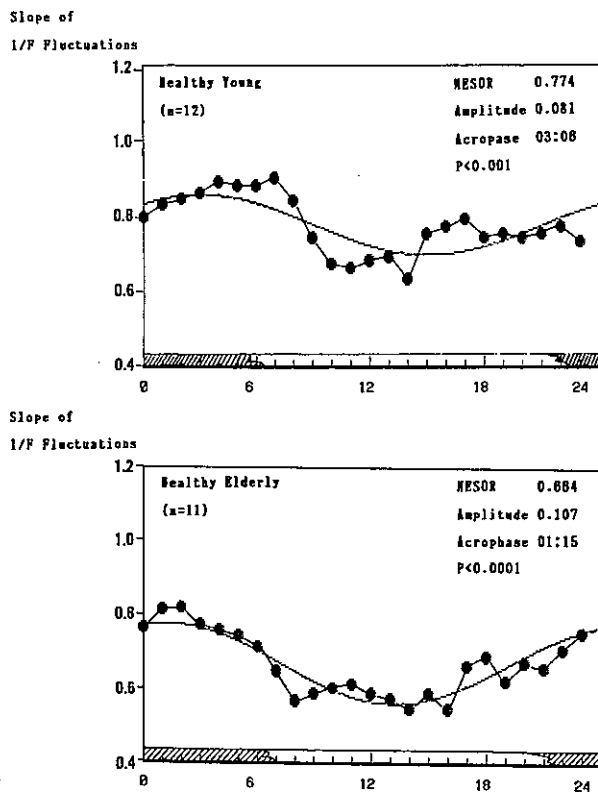 Slope of
1/F Fluctuations
1.2
Healthy Young
(n=12)
MESOR 0.774
Amplitude 0.081
Acropase 03:08
P<0.001
1.0
0.8
0.6
0.4
0 6 12 18 24
Slope of
1/F Fluctuations
1.2
Healthy Elderly
(n=11)
MESOR 0.664
Amplitude 0.107
Acrophase 01:15
P<0.0001
1.0
0.8
0.6
0.4
0 6 12 18 24